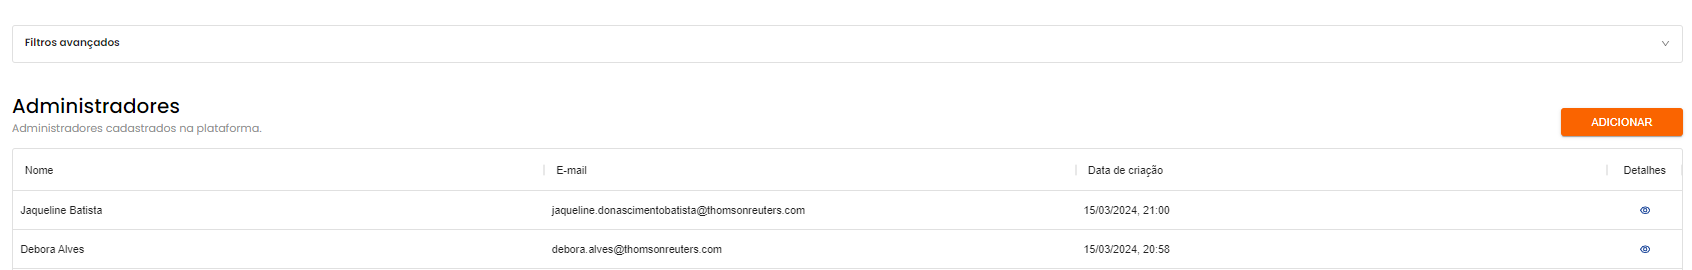 Filtros avançados
Administradores
Administradores cadastrados na plataforma.
ADICIONAR
Nome E-mail Data de criação Detalhes
Jaqueline Batista jaqueline.donascimentobatista@thomsonreuters.com 15/03/2024, 21:00
Debora Alves debora.alves@thomsonreuters.com 15/03/2024, 20:58